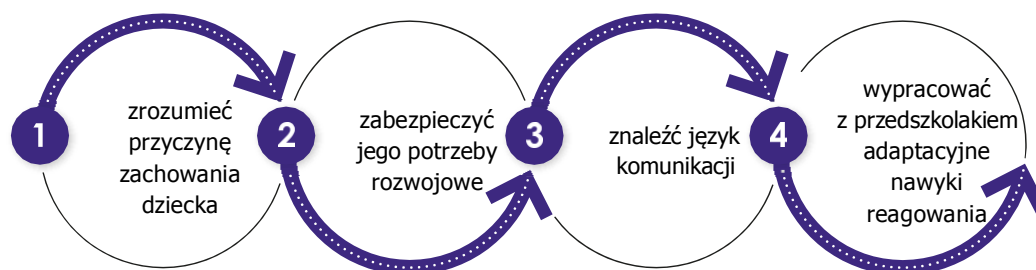 1
zrozumieć
przyczynę
zachowania
dziecka
2
zabezpieczyć
jego potrzeby
rozwojowe
3
znaleźć język
komunikacji
4
wypracować
z przedszkolakiem
adaptacyjne
nawyki
reagowania